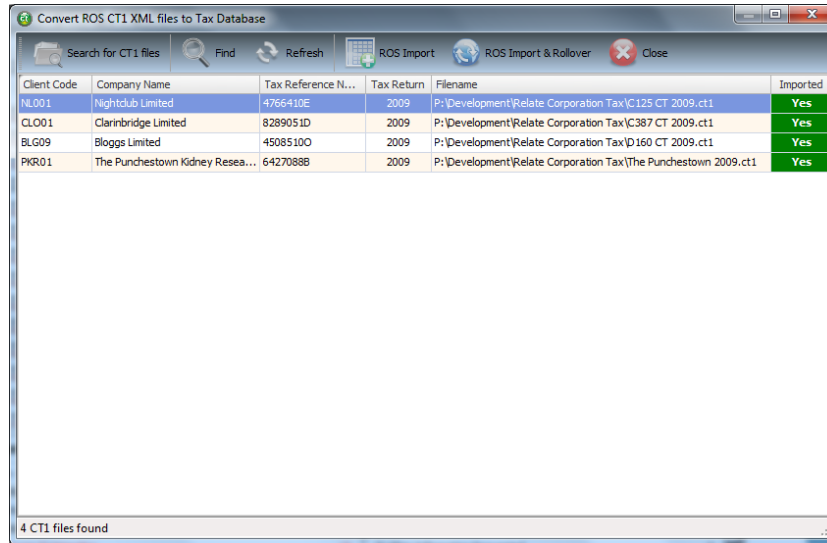 Convert ROS CT1 XML files to Tax Database
Search for CT1 files Find Refresh ROS Import ROS Import & Rollover Close
Client Code Company Name Tax Reference N... Tax Return Filename Imported
NL001 Nightclub Limited 4766410E 2009 P:\Development\Relate Corporation Tax\C125 CT 2009.ct1 Yes
CLO01 Clarinbridge Limited 8289051D 2009 P:\Development\Relate Corporation Tax\C387 CT 2009.ct1 Yes
BLG09 Bloggs Limited 4508510O 2009 P:\Development\Relate Corporation Tax\D160 CT 2009.ct1 Yes
PKR01 The Punchestown Kidney Resea... 6427088B 2009 P:\Development\Relate Corporation Tax\The Punchestown 2009.ct1 Yes
4 CT1 files found